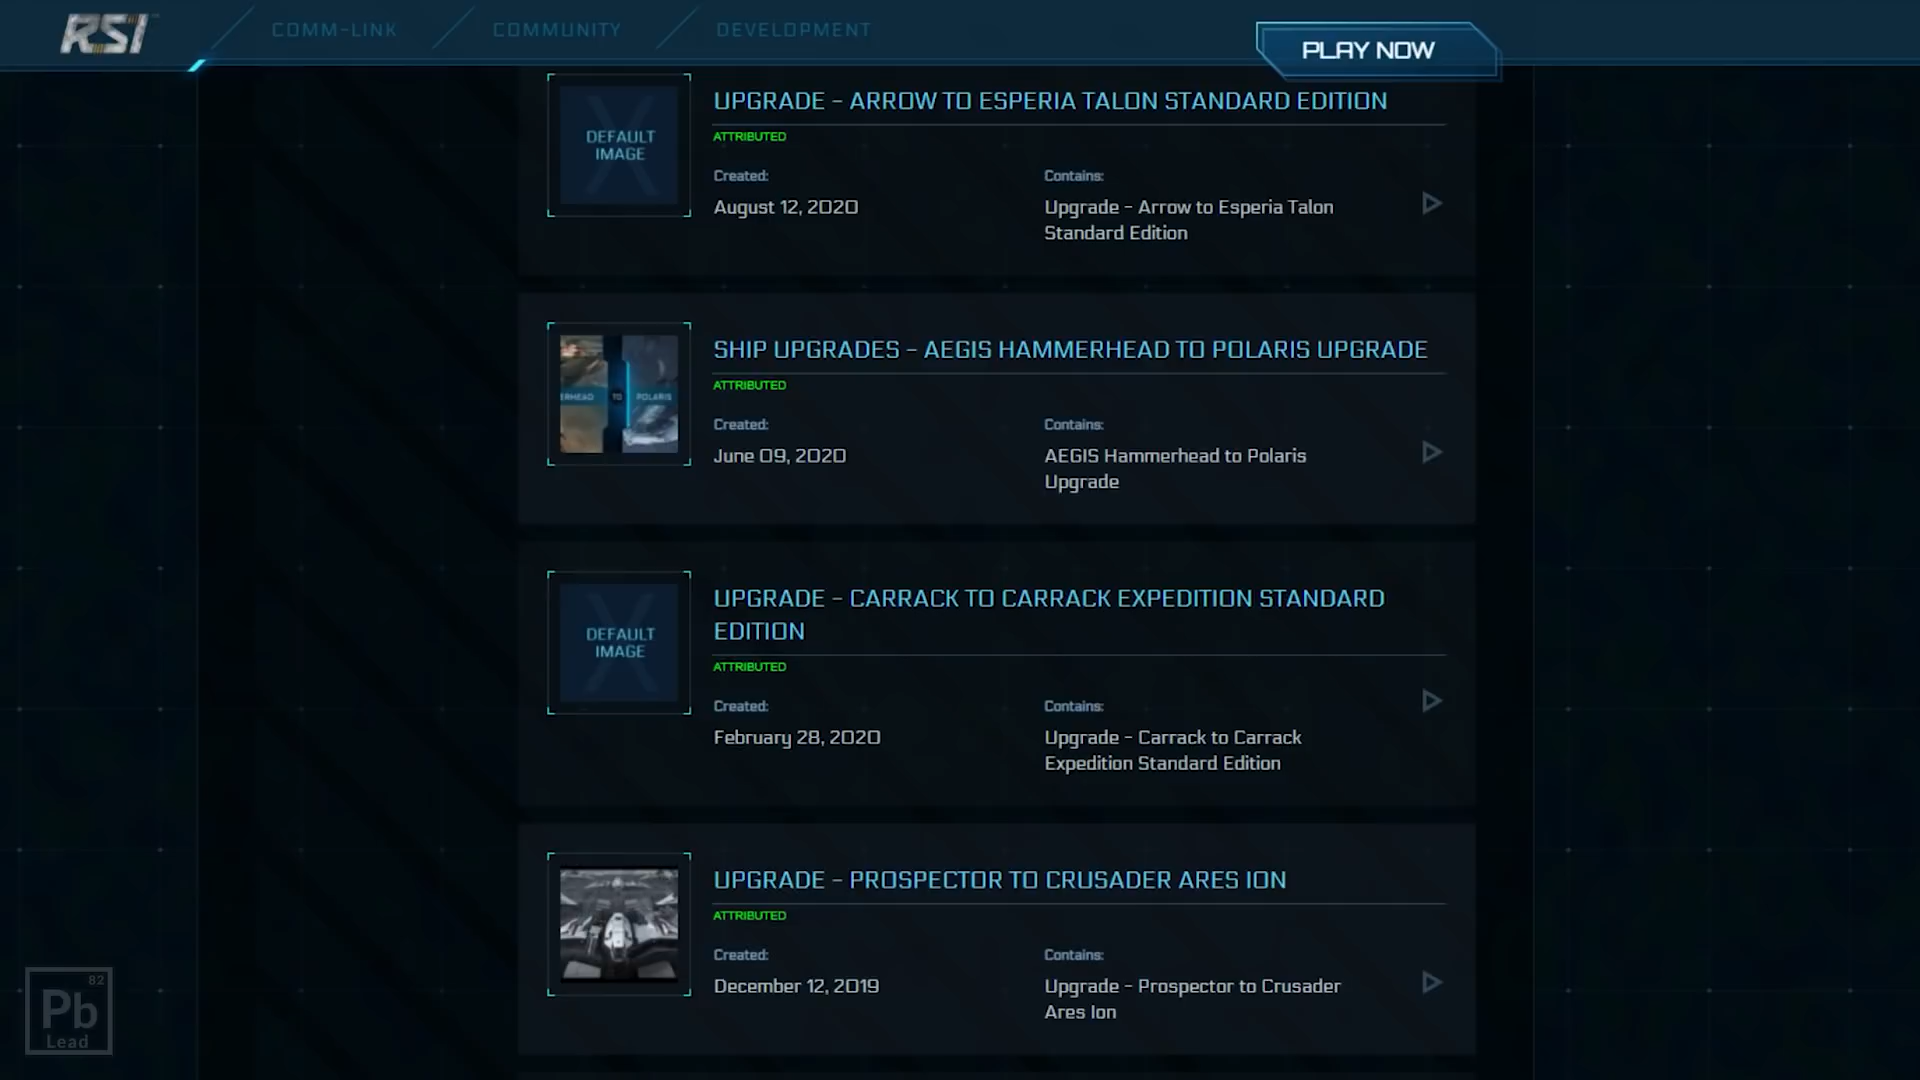 RSI
COMM-LINK
COMMUNITY
DEVELOPMENT
PLAY NOW
DEFAULT
IMAGE
UPGRADE - ARROW TO ESPERIA TALON STANDARD EDITION
ATTRIBUTED
Created:
August 12, 2020
Contains:
Upgrade - Arrow to Esperia Talon
Standard Edition
ERHEAD TO POLARIS
SHIP UPGRADES - AEGIS HAMMERHEAD TO POLARIS UPGRADE
ATTRIBUTED
Created:
June 09, 2020
Contains:
AEGIS Hammerhead to Polaris
Upgrade
DEFAULT
IMAGE
UPGRADE - CARRACK TO CARRACK EXPEDITION STANDARD
EDITION
ATTRIBUTED
Created:
February 28, 2020
Contains:
Upgrade - Carrack to Carrack
Expedition Standard Edition
UPGRADE - PROSPECTOR TO CRUSADER ARES ION
ATTRIBUTED
Created:
December 12, 2019
Contains:
Upgrade - Prospector to Crusader
Ares Ion
82
Pb
Lead